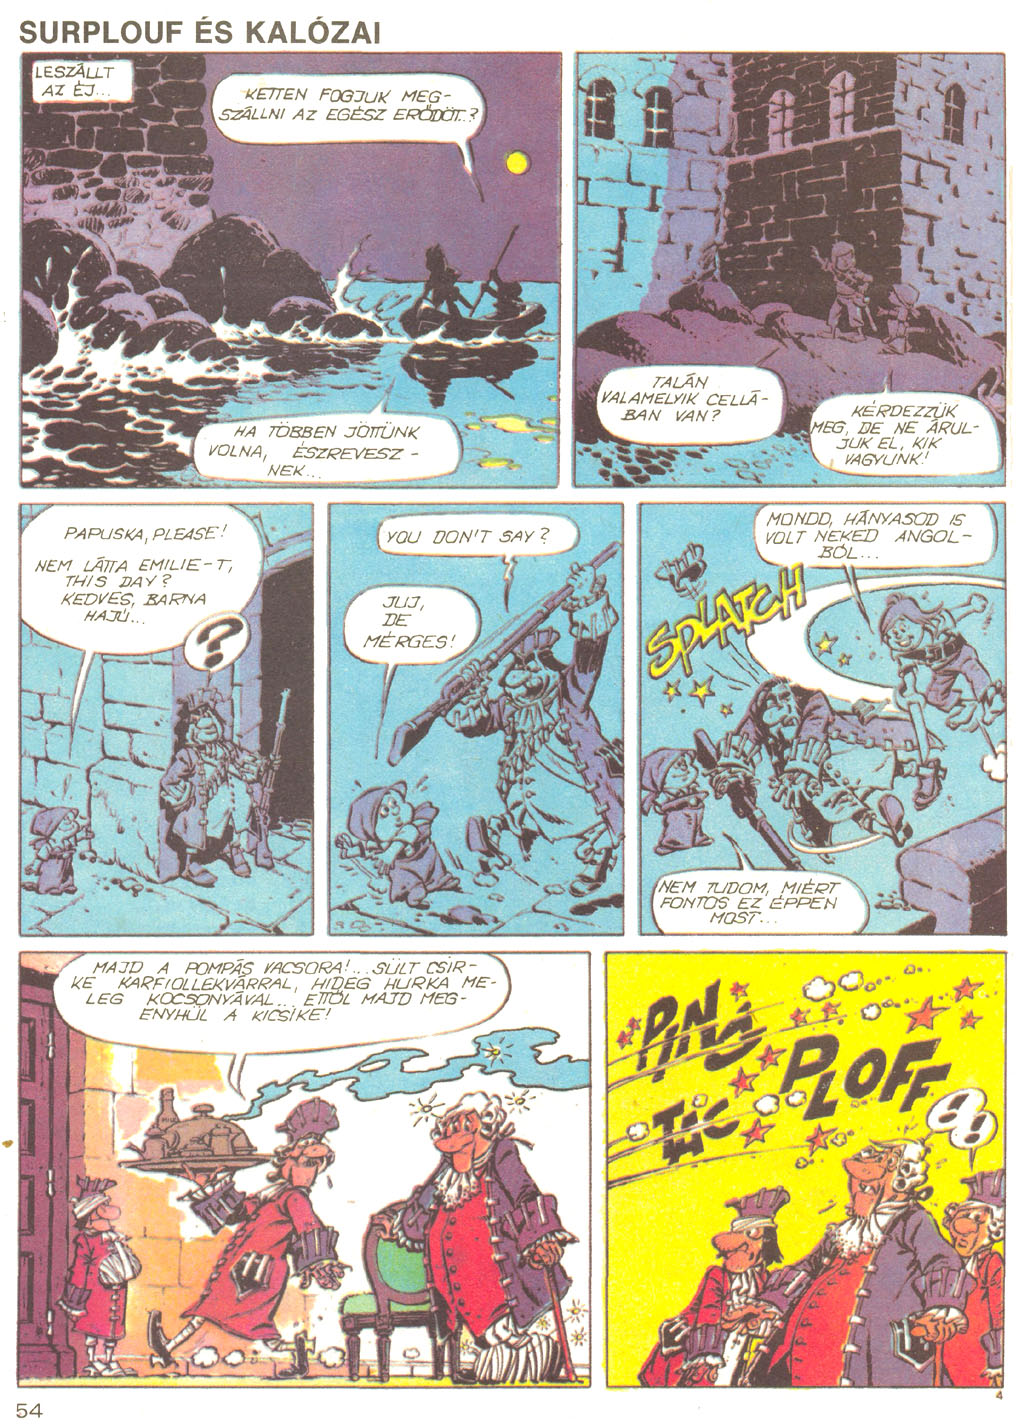 SURPLOUF ÉS KALÓZAI
LESZÁLLT
AZ ÉJ...
KETTEN FOGJUK MEG-
SZÁLLNI AZ EGÉSZ ERŐDÖT..?
HA TÖBBEN JÖTTÜNK
VOLNA, ÉSZREVESZ-
NEK...
TALÁN
VALAMELYIK CELLÁ-
BAN VAN?
KÉRDEZZÜK
MEG, DE NE ÁRUL-
JUK EL, KIK
VAGYUNK!
PAPUSKA, PLEASE!
NEM LÁTTA EMILIE-T,
THIS DAY?
KEDVES, BARNA
HAJÚ...
?
YOU DON'T SAY?
JUJ,
DE
MÉRGES!
MONDD, HÁNYASOD IS
VOLT NEKED ANGOL-
BÓL...
SPLATCH
NEM TUDOM, MIÉRT
FONTOS EZ ÉPPEN
MOST...
MAJD A POMPÁS VACSORA!...SÜLT CSIR-
KE KARFIOLLEKVÁRRAL, HIDEG HURKA ME-
LEG KOCSONYÁVAL... ETTŐL MAJD MEG-
ENYHÜL A KICSIKE!
PING
PLOFF
TAC
!!
4
54